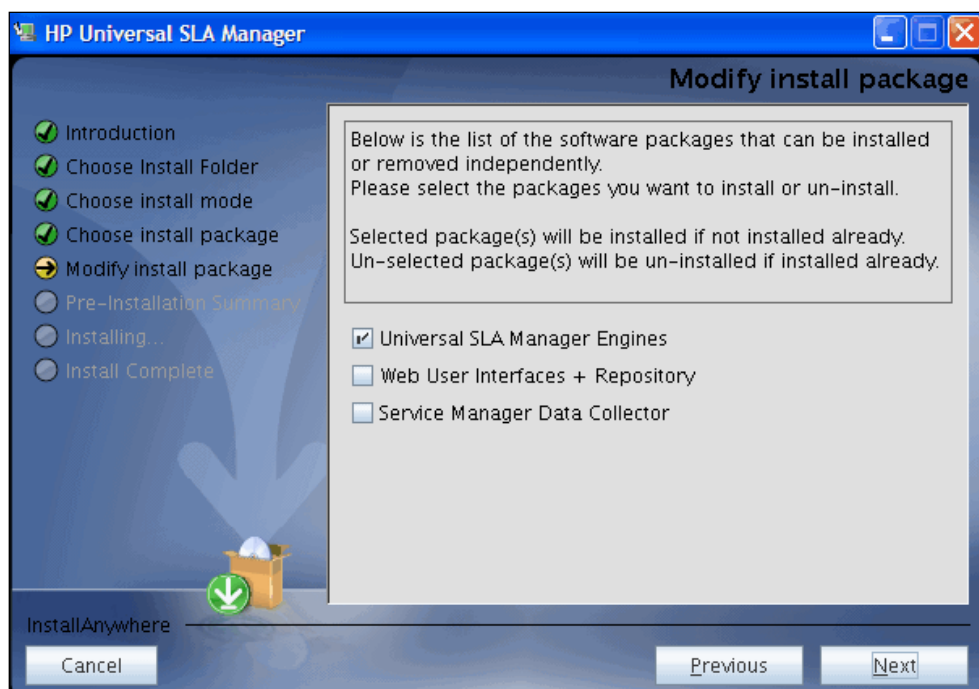 HP Universal SLA Manager
Modify install package
Introduction
Choose Install Folder
Choose install mode
Choose install package
Modify install package
Pre-Installation Summary
Installing...
Install Complete
Below is the list of the software packages that can be installed
or removed independently.
Please select the packages you want to install or un-install.
Selected package(s) will be installed if not installed already.
Un-selected package(s) will be un-installed if installed already.
Universal SLA Manager Engines
Web User Interfaces + Repository
Service Manager Data Collector
InstallAnywhere
Cancel
Previous
Next